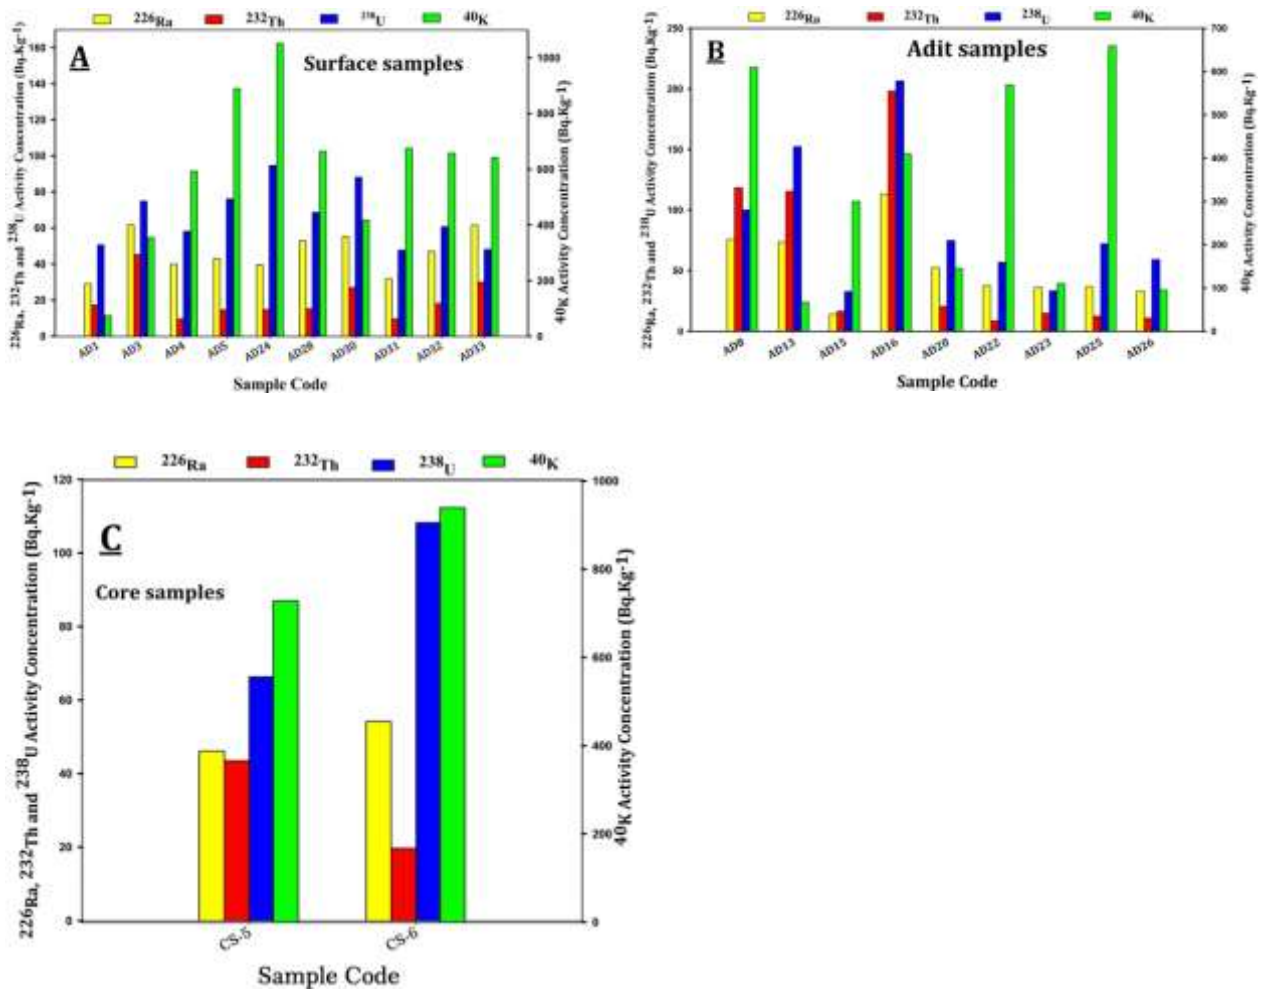 226Ra 232Th 238U 40K
A
Surface samples
226Ra, 232Th and 238U Activity Concentration (Bq.Kg-1)
160
140
120
100
80
60
40
20
0
40K Activity Concentration (Bq.Kg-1)
1000
800
600
400
200
0
AD1 AD3 AD4 AD5 AD24 AD30 AD31 AD32 AD33
Sample Code
226Ra 232Th 238U 40K
B
Adit samples
226Ra, 232Th and 238U Activity Concentration (Bq.Kg-1)
250
200
150
100
50
0
40K Activity Concentration (Bq.Kg-1)
700
600
500
400
300
200
100
0
AD13 AD15 AD16 AD20 AD22 AD23 AD25 AD26
Sample Code
226Ra 232Th 238U 40K
C
Core samples
226Ra, 232Th and 238U Activity Concentration (Bq.Kg-1)
120
100
80
60
40
20
0
40K Activity Concentration (Bq.Kg-1)
1000
800
600
400
200
0
CS-5 CS-6
Sample Code